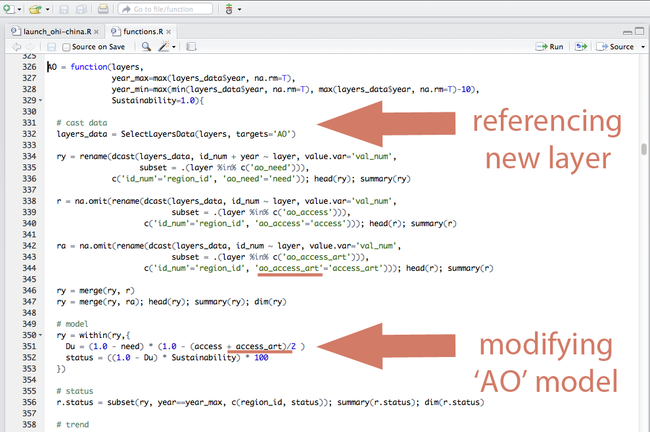 Go to file/function
launch_ohi-china.R
functions.R
Source on Save
Run
Source
325
326 AO = function(layers,
327 year_max=max(layers_data$year, na.rm=T),
328 year_min=max(min(layers_data$year, na.rm=T), max(layers_data$year, na.rm=T)-10),
329 Sustainability=1.0){
330
331 # cast data
332 layers_data = SelectLayersData(layers, targets='AO')
333
334 ry = rename(dcast(layers_data, id_num + year ~ layer, value.var='val_num',
335 subset = .(layer %in% c('ao_need'))),
336 c('id_num'='region_id', 'ao_need'='need')); head(ry); summary(ry)
337
338 r = na.omit(rename(dcast(layers_data, id_num ~ layer, value.var='val_num',
339 subset = .(layer %in% c('ao_access'))),
340 c('id_num'='region_id', 'ao_access'='access'))); head(r); summary(r)
341
342 ra = na.omit(rename(dcast(layers_data, id_num ~ layer, value.var='val_num',
343 subset = .(layer %in% c('ao_access_art'))),
344 c('id_num'='region_id', 'ao_access_art'='access_art'))); head(r); summary(r)
345
346 ry = merge(ry, r)
347 ry = merge(ry, ra); head(ry); summary(ry); dim(ry)
348
349 # model
350 ry = within(ry,{
351 Du = (1.0 - need) * (1.0 - (access + access_art)/2 )
352 status = ((1.0 - Du) * Sustainability) * 100
353 })
354
355 # status
356 r.status = subset(ry, year==year_max, c(region_id, status)); summary(r.status); dim(r.status)
357
358 # trend
referencing
new layer
modifying
'AO' model